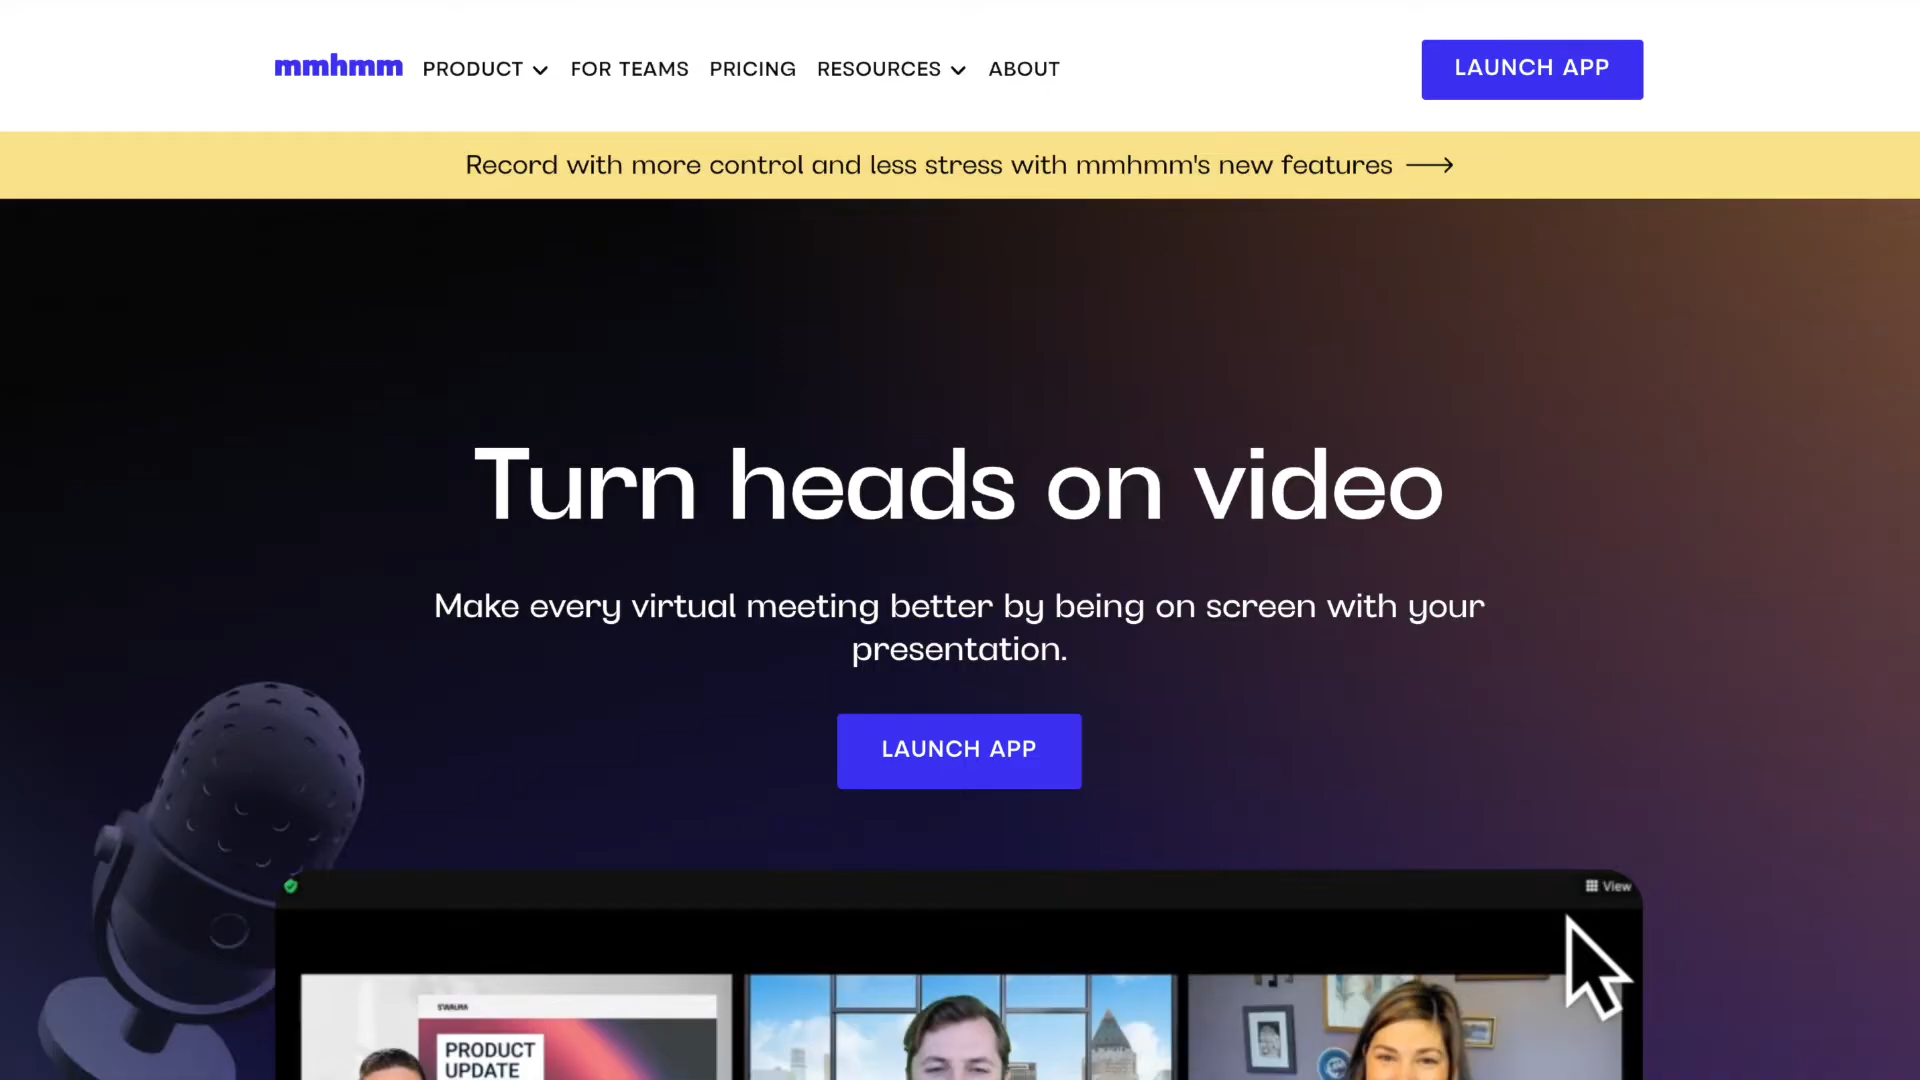 mmhmm PRODUCT FOR TEAMS PRICING RESOURCES ABOUT LAUNCH APP
Record with more control and less stress with mmhmm's new features
Turn heads on video
Make every virtual meeting better by being on screen with your
presentation.
LAUNCH APP
View
PRODUCT
UPDATE